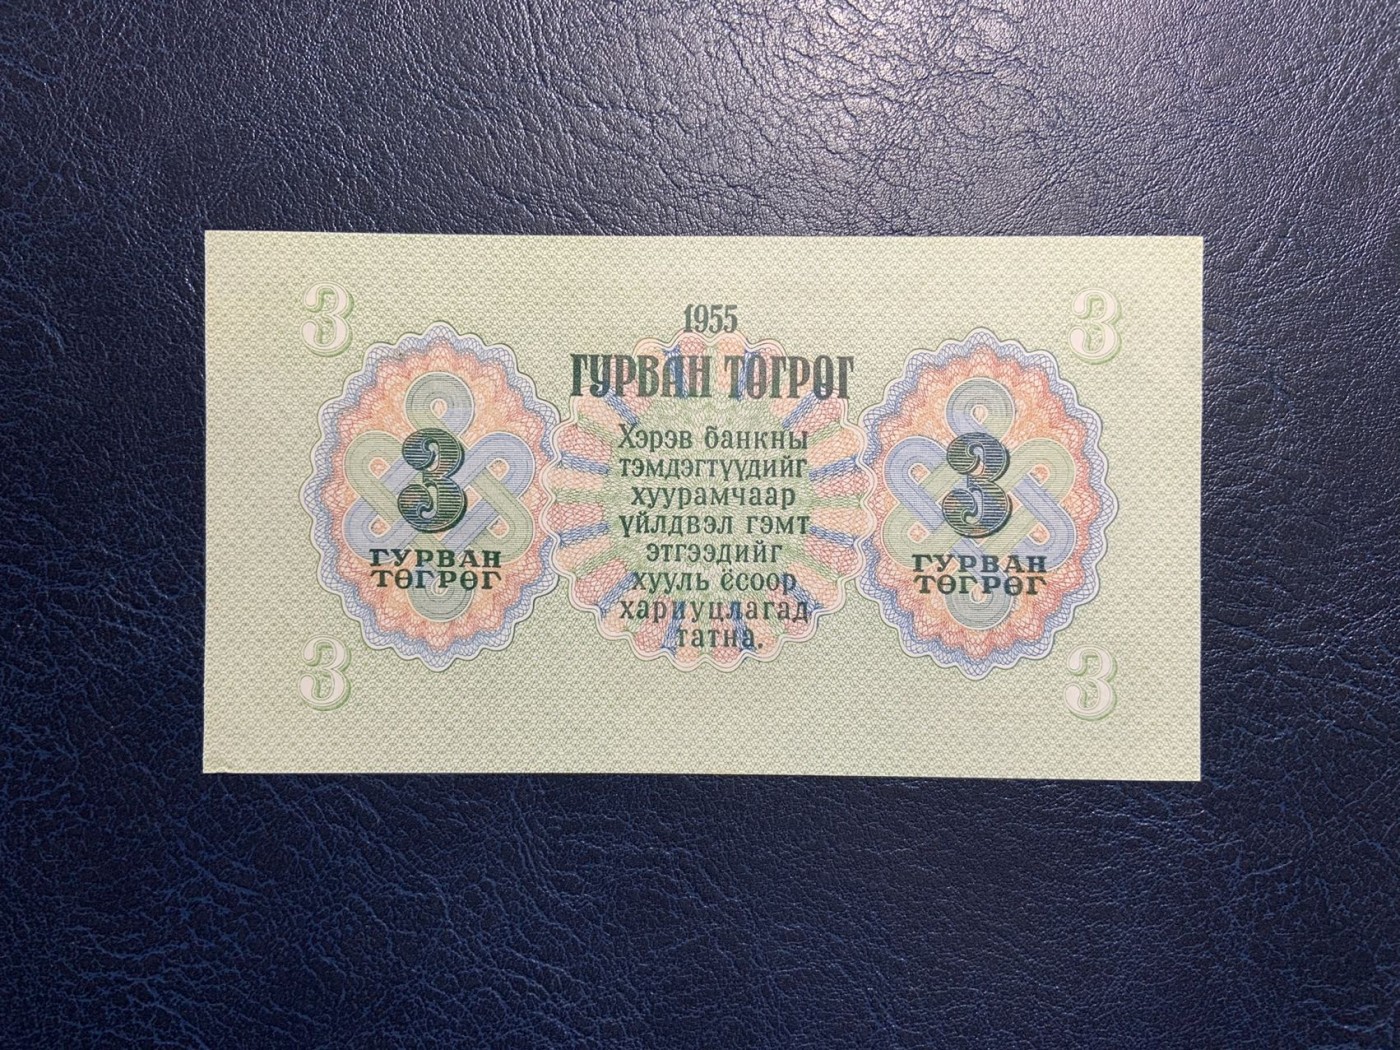 3
3
1955
ГУРВАН ТӨГРӨГ
Хэрэв банкны
тэмдэгтүүдийг
хуурамчаар
үйлдвэл гэмт
этгээдийг
хууль ёсоор
хариуцлагад
татна.
3
ГУРВАН
ТӨГРӨГ
3
ГУРВАН
ТӨГРӨГ
3
3